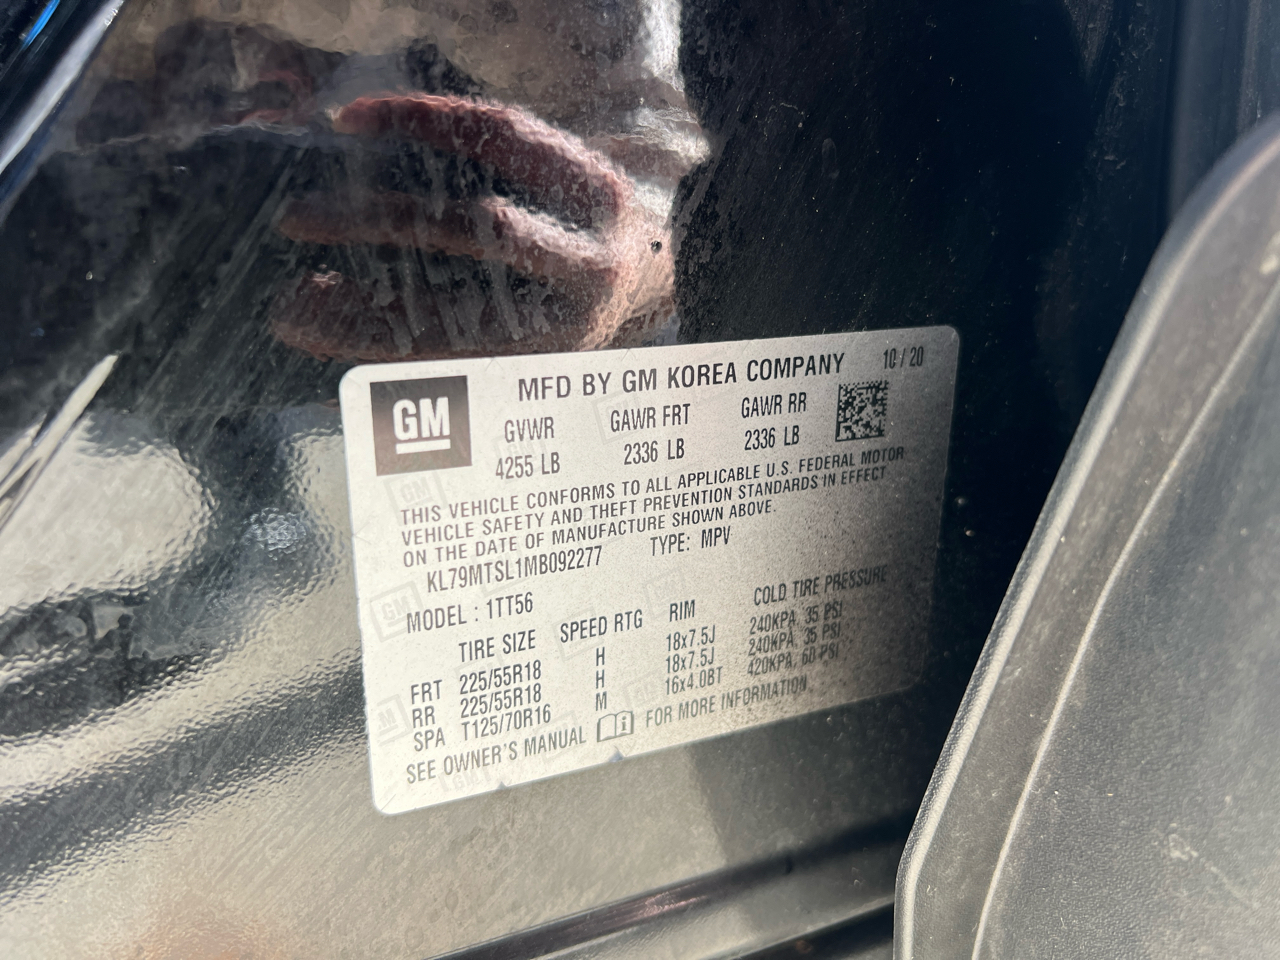 MFD BY GM KOREA COMPANY 10 / 20
GM
GVWR GAWR FRT GAWR RR
4255 LB 2336 LB 2336 LB
THIS VEHICLE CONFORMS TO ALL APPLICABLE U.S. FEDERAL MOTOR
VEHICLE SAFETY AND THEFT PREVENTION STANDARDS IN EFFECT
ON THE DATE OF MANUFACTURE SHOWN ABOVE.
KL79MTSL1MB092277 TYPE: MPV
MODEL : 1TT56
TIRE SIZE SPEED RTG RIM COLD TIRE PRESSURE
FRT 225/55R18 H 18x7.5J 240KPA, 35 PSI
RR 225/55R18 H 18x7.5J 240KPA, 35 PSI
SPA T125/70R16 M 16x4.0BT 420KPA, 60 PSI
SEE OWNER'S MANUAL FOR MORE INFORMATION.